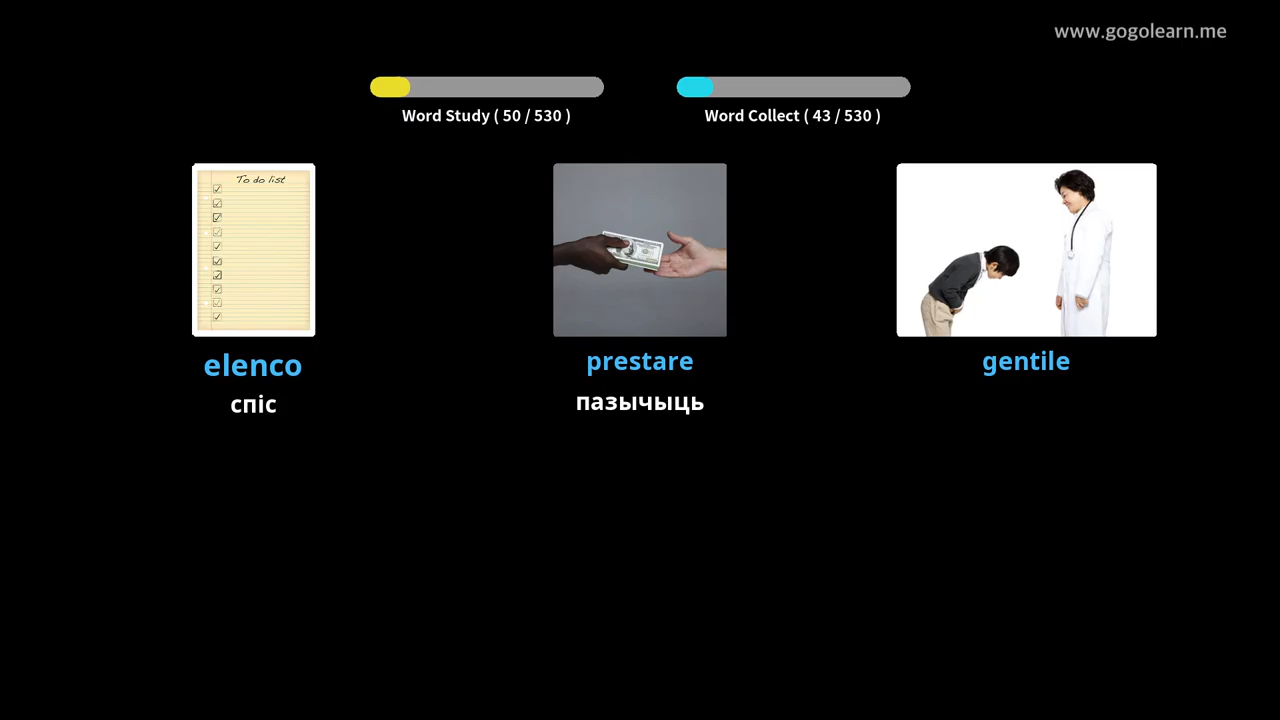 www.gogolearn.me
Word Study ( 50 / 530 )
Word Collect ( 43 / 530 )
To do list
elenco
спіс
prestare
пазычыць
gentile